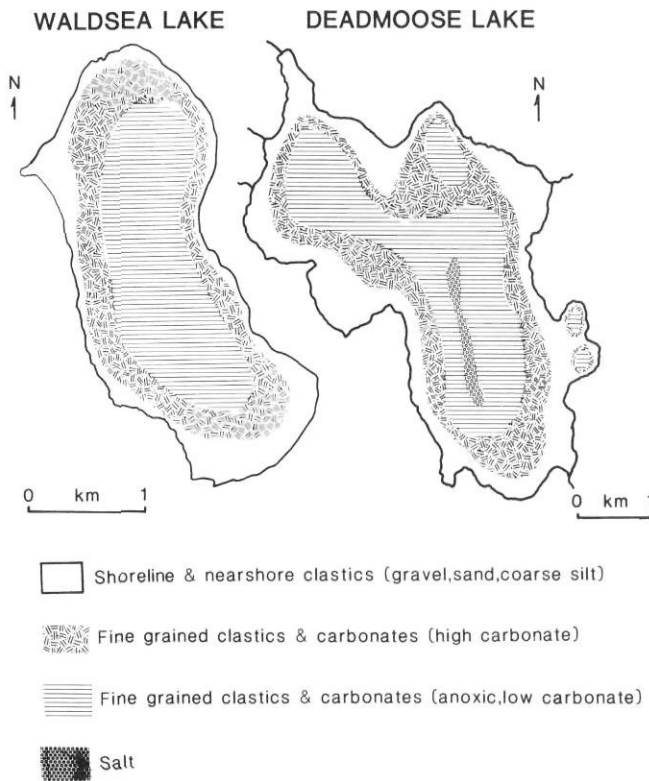 WALDSEA LAKE
DEADMOOSE LAKE
N
N
0 km 1
0 km 1
Shoreline & nearshore clastics (gravel,sand,coarse silt)
Fine grained clastics & carbonates (high carbonate)
Fine grained clastics & carbonates (anoxic,low carbonate)
Salt